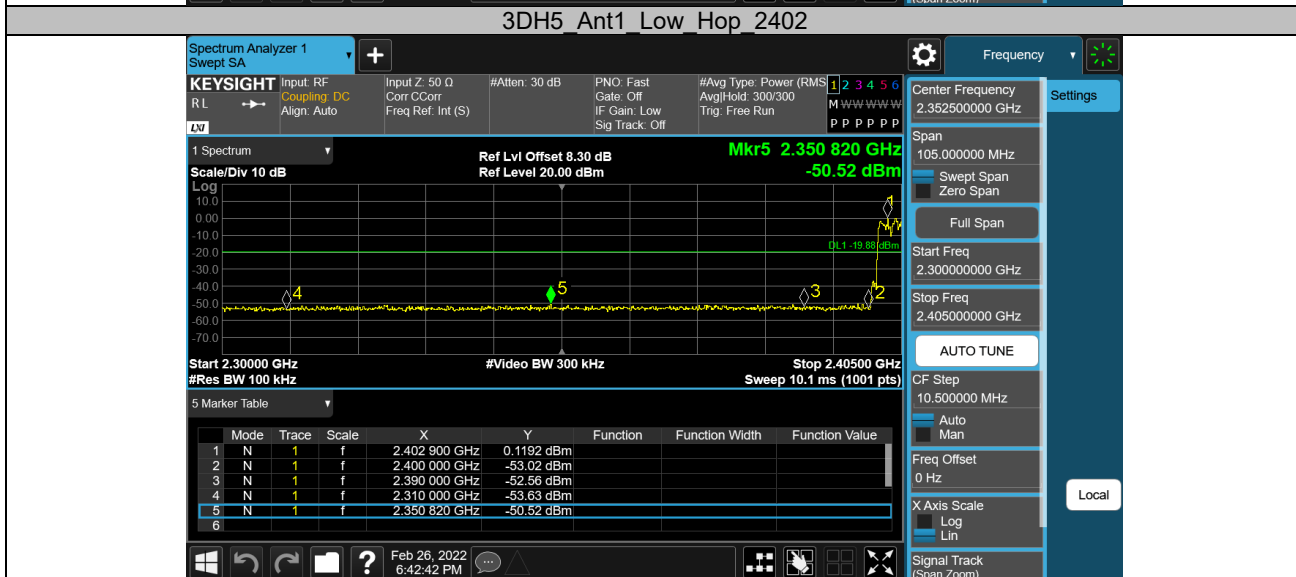 (Span Zoom)
3DH5_Ant1_Low_Hop_2402
Spectrum Analyzer 1
Swept SA
Frequency
KEYSIGHT
R L
LXI
Input: RF
Coupling: DC
Align: Auto
Input Z: 50 Ω
Corr CCorr
Freq Ref: Int (S)
#Atten: 30 dB
PNO: Fast
Gate: Off
IF Gain: Low
Sig Track: Off
#Avg Type: Power (RMS
Avg|Hold: 300/300
Trig: Free Run
1 2 3 4 5 6
M W W W W W
P P P P P P
Center Frequency
2.352500000 GHz
Settings
Span
105.000000 MHz
Swept Span
Zero Span
Full Span
Start Freq
2.300000000 GHz
Stop Freq
2.405000000 GHz
AUTO TUNE
CF Step
10.500000 MHz
Auto
Man
Freq Offset
0 Hz
X Axis Scale
Log
Lin
Signal Track
(Span Zoom)
Local
1 Spectrum
Scale/Div 10 dB
Ref Lvl Offset 8.30 dB
Ref Level 20.00 dBm
Mkr5 2.350 820 GHz
-50.52 dBm
Log
10.0
0.00
-10.0
-20.0
-30.0
-40.0
-50.0
-60.0
-70.0
1
DL1 -19.88 dBm
4
5
3
2
Start 2.30000 GHz
#Video BW 300 kHz
Stop 2.40500 GHz
#Res BW 100 kHz
Sweep 10.1 ms (1001 pts)
5 Marker Table
Mode Trace Scale X Y Function Function Width Function Value
1 N 1 f 2.402 900 GHz 0.1192 dBm
2 N 1 f 2.400 000 GHz -53.02 dBm
3 N 1 f 2.390 000 GHz -52.56 dBm
4 N 1 f 2.310 000 GHz -53.63 dBm
5 N 1 f 2.350 820 GHz -50.52 dBm
6
?
Feb 26, 2022
6:42:42 PM